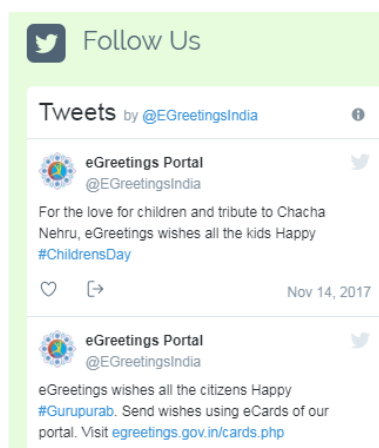 Follow Us
Tweets by @EGreetingsIndia
eGreetings Portal
@EGreetingsIndia
For the love for children and tribute to Chacha
Nehru, eGreetings wishes all the kids Happy
#ChildrensDay
Nov 14, 2017
eGreetings Portal
@EGreetingsIndia
eGreetings wishes all the citizens Happy
#Gurupurab. Send wishes using eCards of our
portal. Visit egreetings.gov.in/cards.php